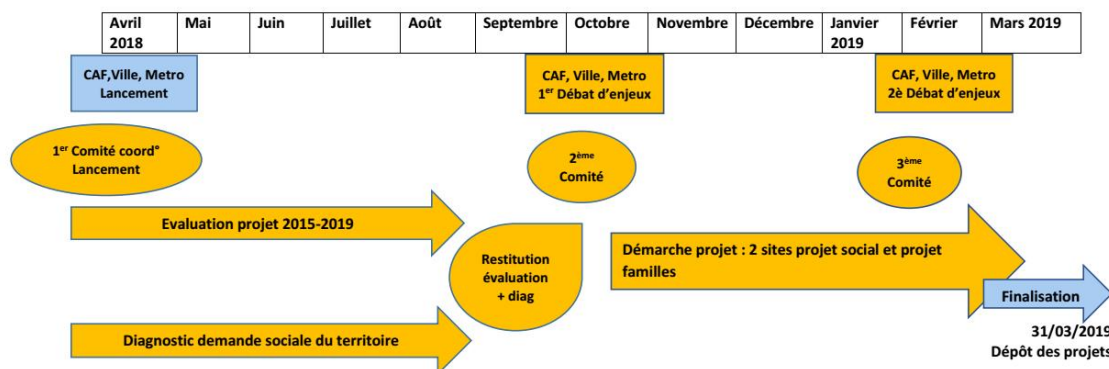 Avril 2018 Mai Juin Juillet Août Septembre Octobre Novembre Décembre Janvier 2019 Février Mars 2019
CAF,Ville, Metro
Lancement
CAF, Ville, Metro
1er Débat d’enjeux
CAF, Ville, Metro
2è Débat d’enjeux
1er Comité coord°
Lancement
2ème
Comité
3ème
Comité
Evaluation projet 2015-2019
Restitution
évaluation
+ diag
Démarche projet : 2 sites projet social et projet
familles
Finalisation
Diagnostic demande sociale du territoire
31/03/2019
Dépôt des projets